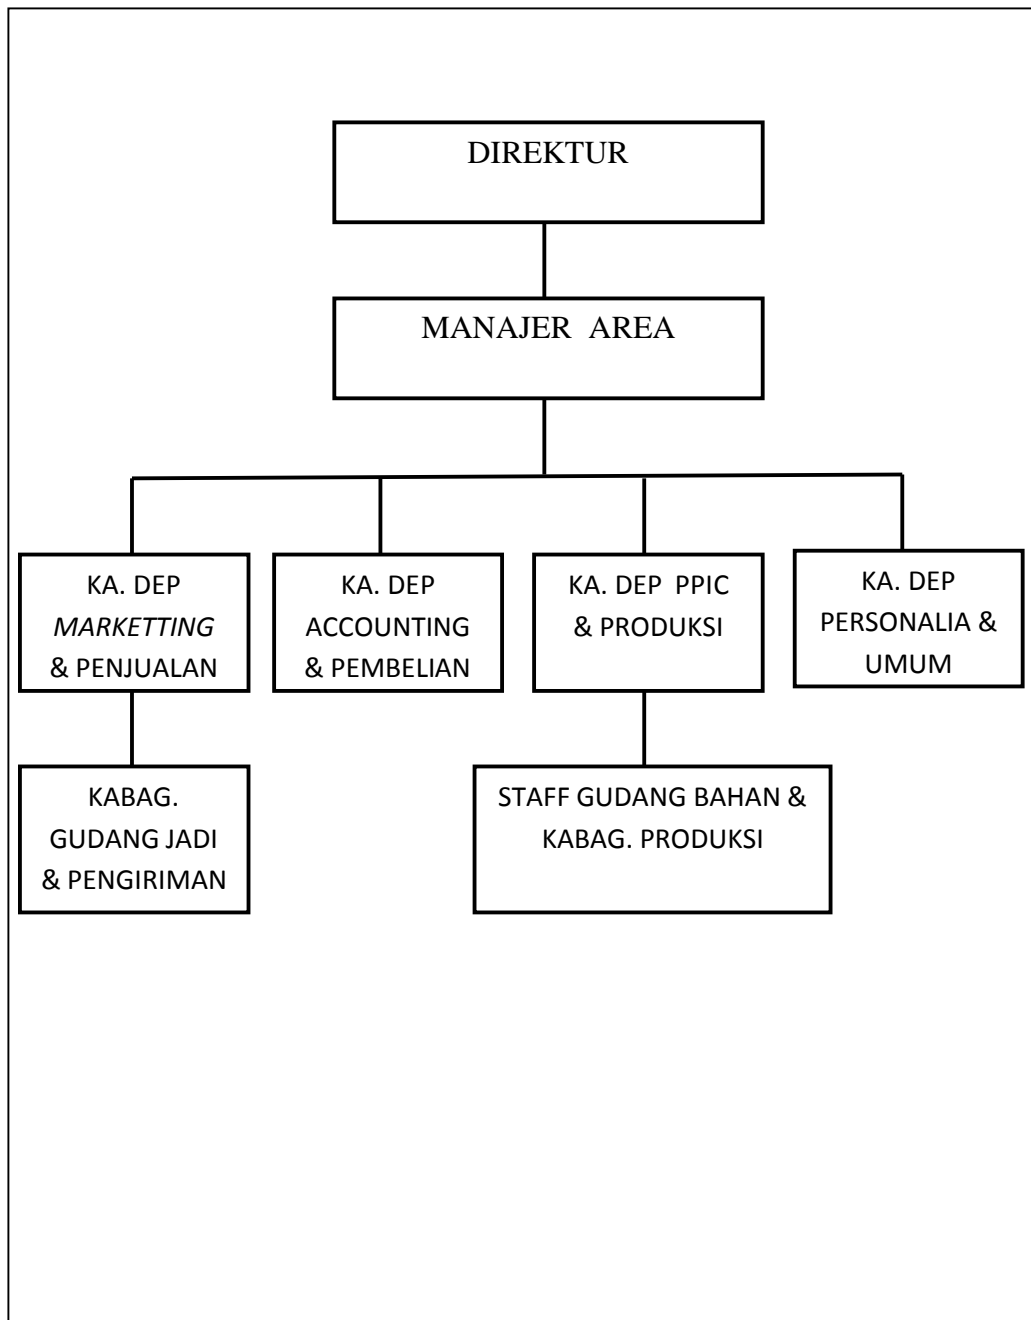 DIREKTUR
MANAJER AREA
KA. DEP
MARKETTING
& PENJUALAN
KA. DEP
ACCOUNTING
& PEMBELIAN
KA. DEP PPIC
& PRODUKSI
KA. DEP
PERSONALIA &
UMUM
KABAG.
GUDANG JADI
& PENGIRIMAN
STAFF GUDANG BAHAN &
KABAG. PRODUKSI